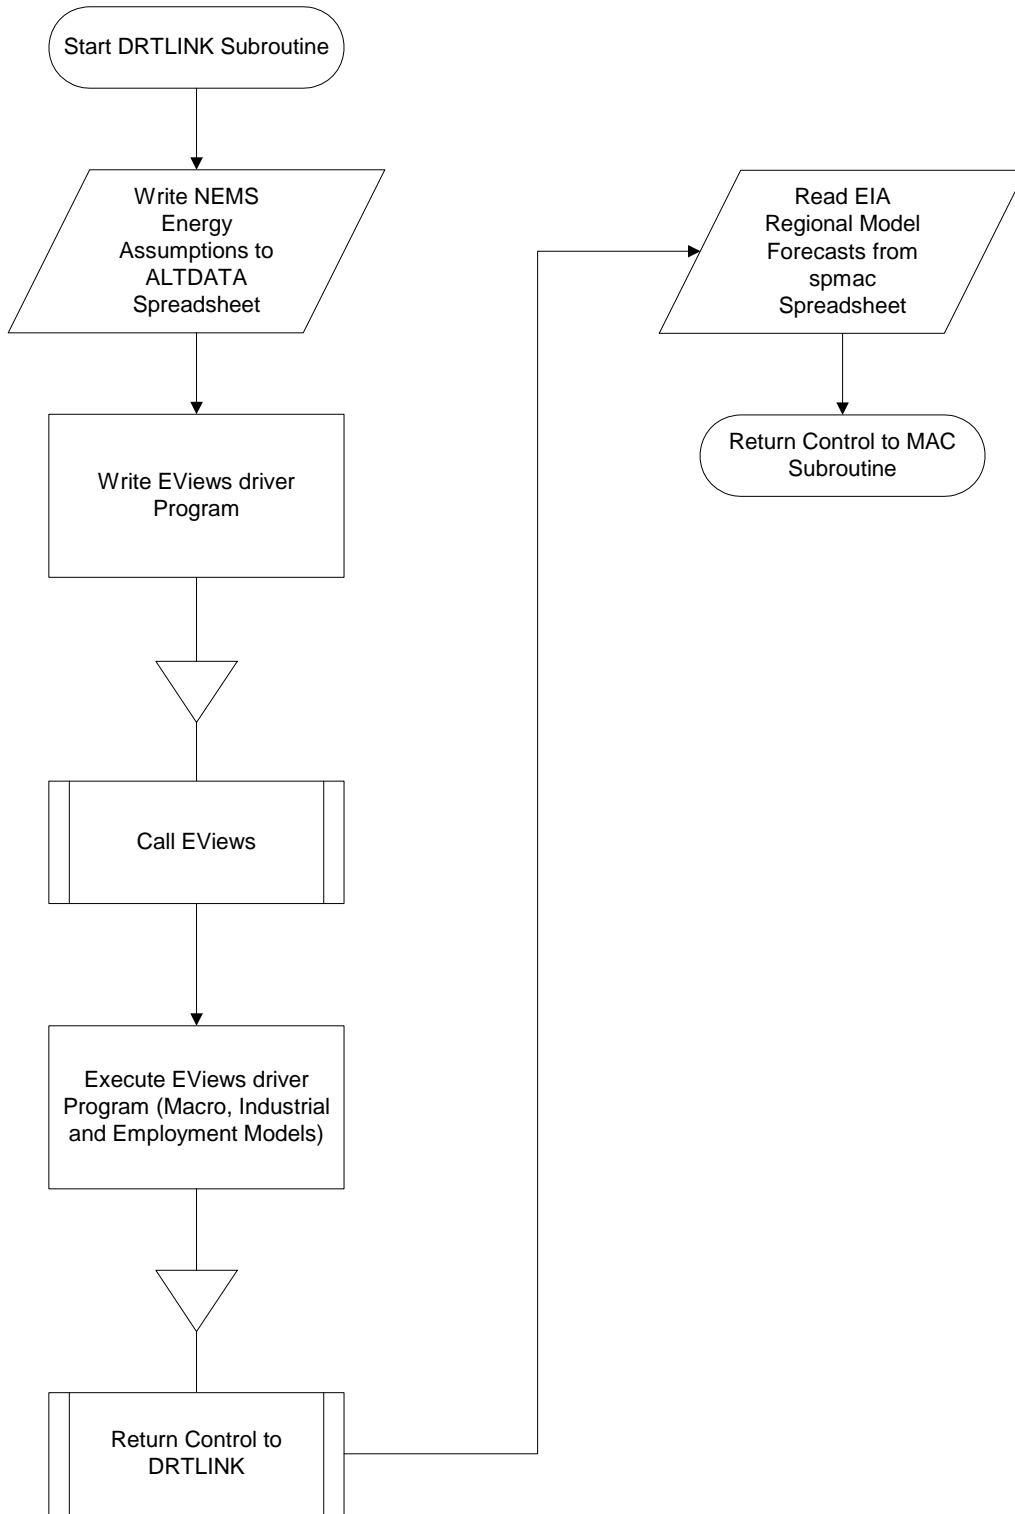 Start DRTLINK Subroutine
Write NEMS
Energy
Assumptions to
ALTDATA
Spreadsheet
Write EViews driver
Program
Call EViews
Execute EViews driver
Program (Macro, Industrial
and Employment Models)
Return Control to
DRTLINK
Read EIA
Regional Model
Forecasts from
spmac
Spreadsheet
Return Control to MAC
Subroutine